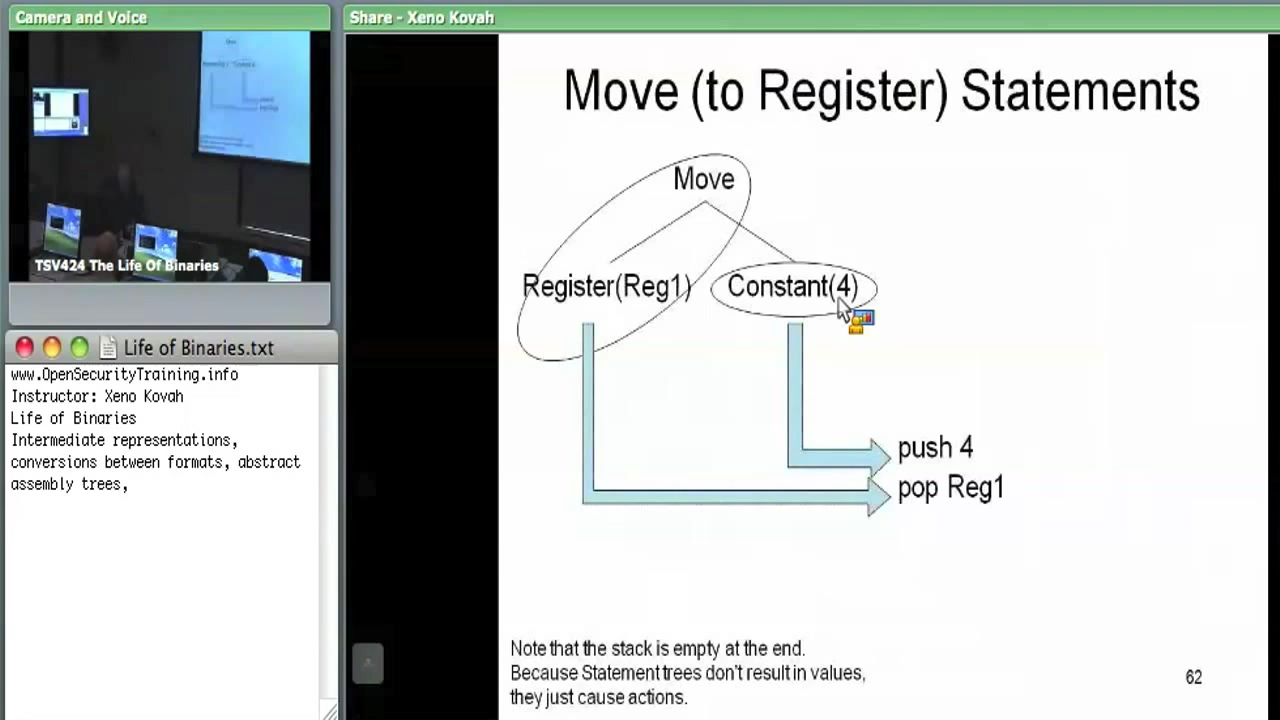 Camera and Voice
TSV424 The Life Of Binaries
Life of Binaries.txt
www.OpenSecurityTraining.info
Instructor: Xeno Kovah
Life of Binaries
Intermediate representations,
conversions between formats, abstract
assembly trees,
Share - Xeno Kovah
Move (to Register) Statements
Move
Register(Reg1) Constant(4)
push 4
pop Reg1
Note that the stack is empty at the end.
Because Statement trees don't result in values,
they just cause actions.
62